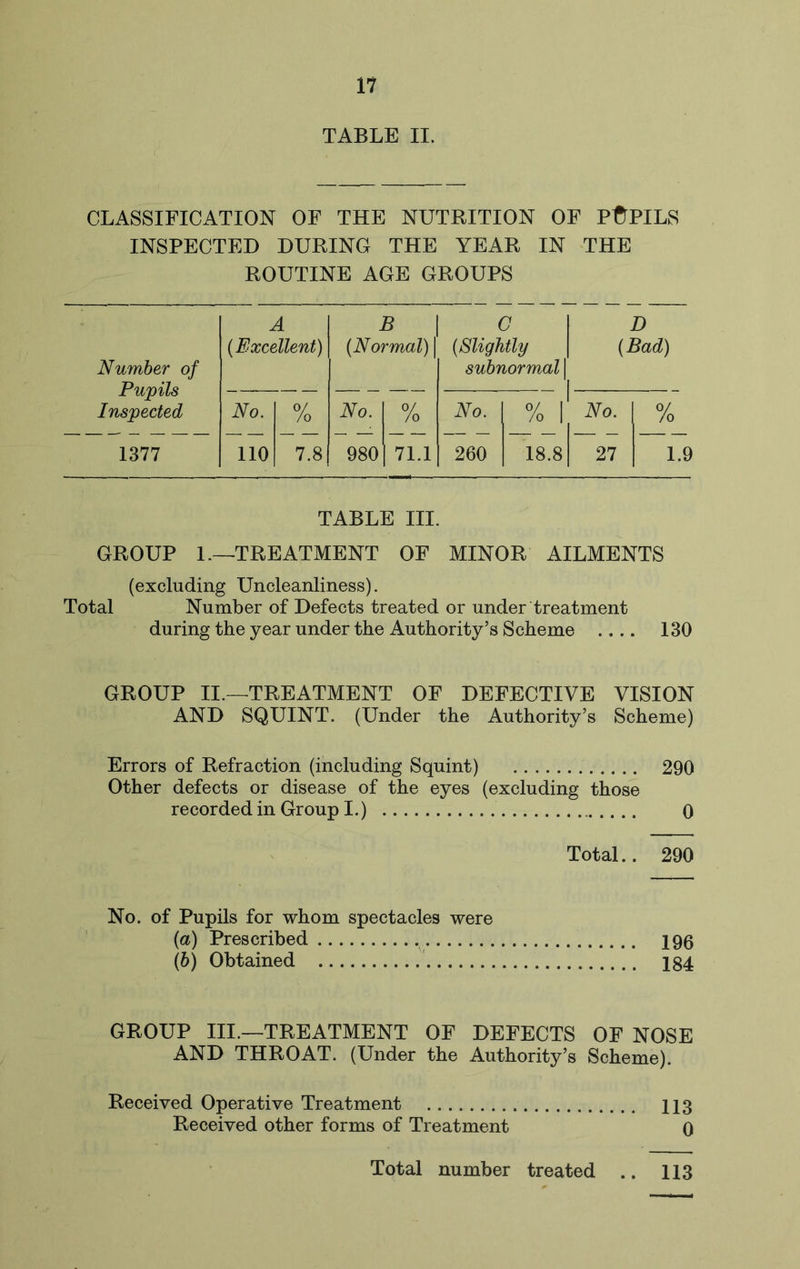 17
TABLE II.
CLASSIFICATION OF THE NUTRITION OF PUPILS
INSPECTED DURING THE YEAR IN THE
ROUTINE AGE GROUPS
Number of Pupils Inspected | A (Excellent) | B (Normal) | C (Slightly subnormal | D (Bad)
No. | % | No. | % | No. | % | No. | %
1377 | 110 | 7.8 | 980 | 71.1 | 260 | 18.8 | 27 | 1.9
TABLE III.
GROUP 1.—TREATMENT OF MINOR AILMENTS
(excluding Uncleanliness).
Total Number of Defects treated or under treatment
during the year under the Authority's Scheme .... 130
GROUP II.—TREATMENT OF DEFECTIVE VISION
AND SQUINT. (Under the Authority's Scheme)
Errors of Refraction (including Squint) ............ 290
Other defects or disease of the eyes (excluding those
recorded in Group I.) ........................ 0
Total.. 290
No. of Pupils for whom spectacles were
(a) Prescribed .............................. 196
(b) Obtained .............................. 184
GROUP III.—TREATMENT OF DEFECTS OF NOSE
AND THROAT. (Under the Authority's Scheme).
Received Operative Treatment .................... 113
Received other forms of Treatment 0
Total number treated .. 113